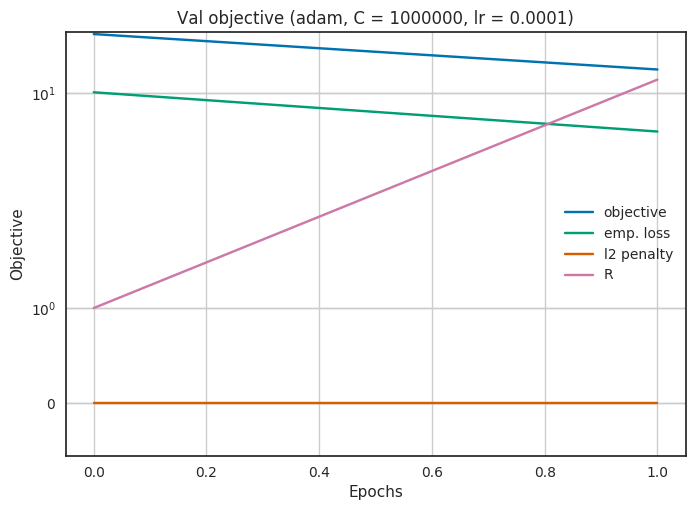 Val objective (adam, C = 1000000, lr = 0.0001)
Objective
10¹
10⁰
0
objective
emp. loss
l2 penalty
R
0.0 0.2 0.4 0.6 0.8 1.0
Epochs